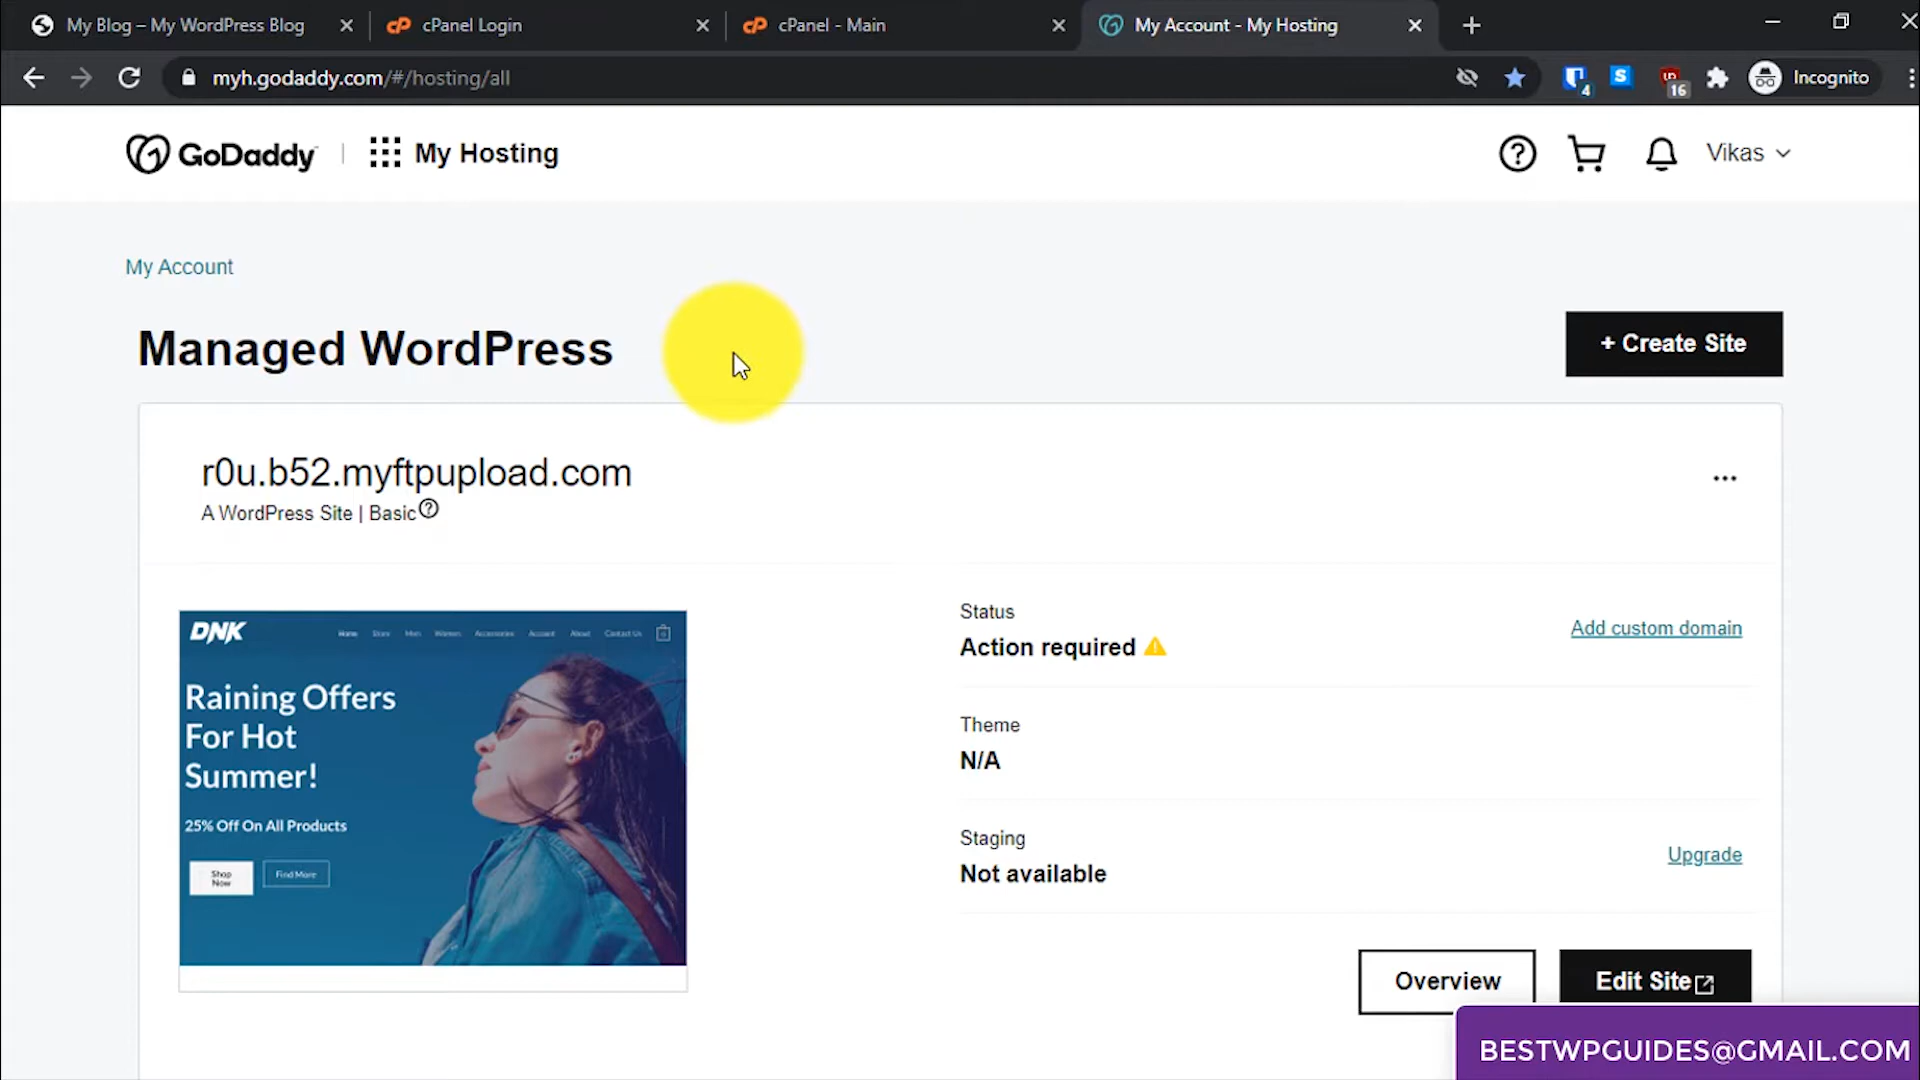 My Blog – My WordPress Blog
cPanel Login
cPanel - Main
My Account - My Hosting
myh.godaddy.com/#/hosting/all
4
S
16
Incognito
GoDaddy
My Hosting
Vikas
My Account
Managed WordPress
+ Create Site
r0u.b52.myftpupload.com
A WordPress Site | Basic
DNK
Home Store Men Women Accessories Account About Contact Us
Raining Offers
For Hot
Summer!
25% Off On All Products
Shop
Now
Find More
Status
Action required
Add custom domain
Theme
N/A
Staging
Not available
Upgrade
Overview
Edit Site
BESTWPGUIDES@GMAIL.COM